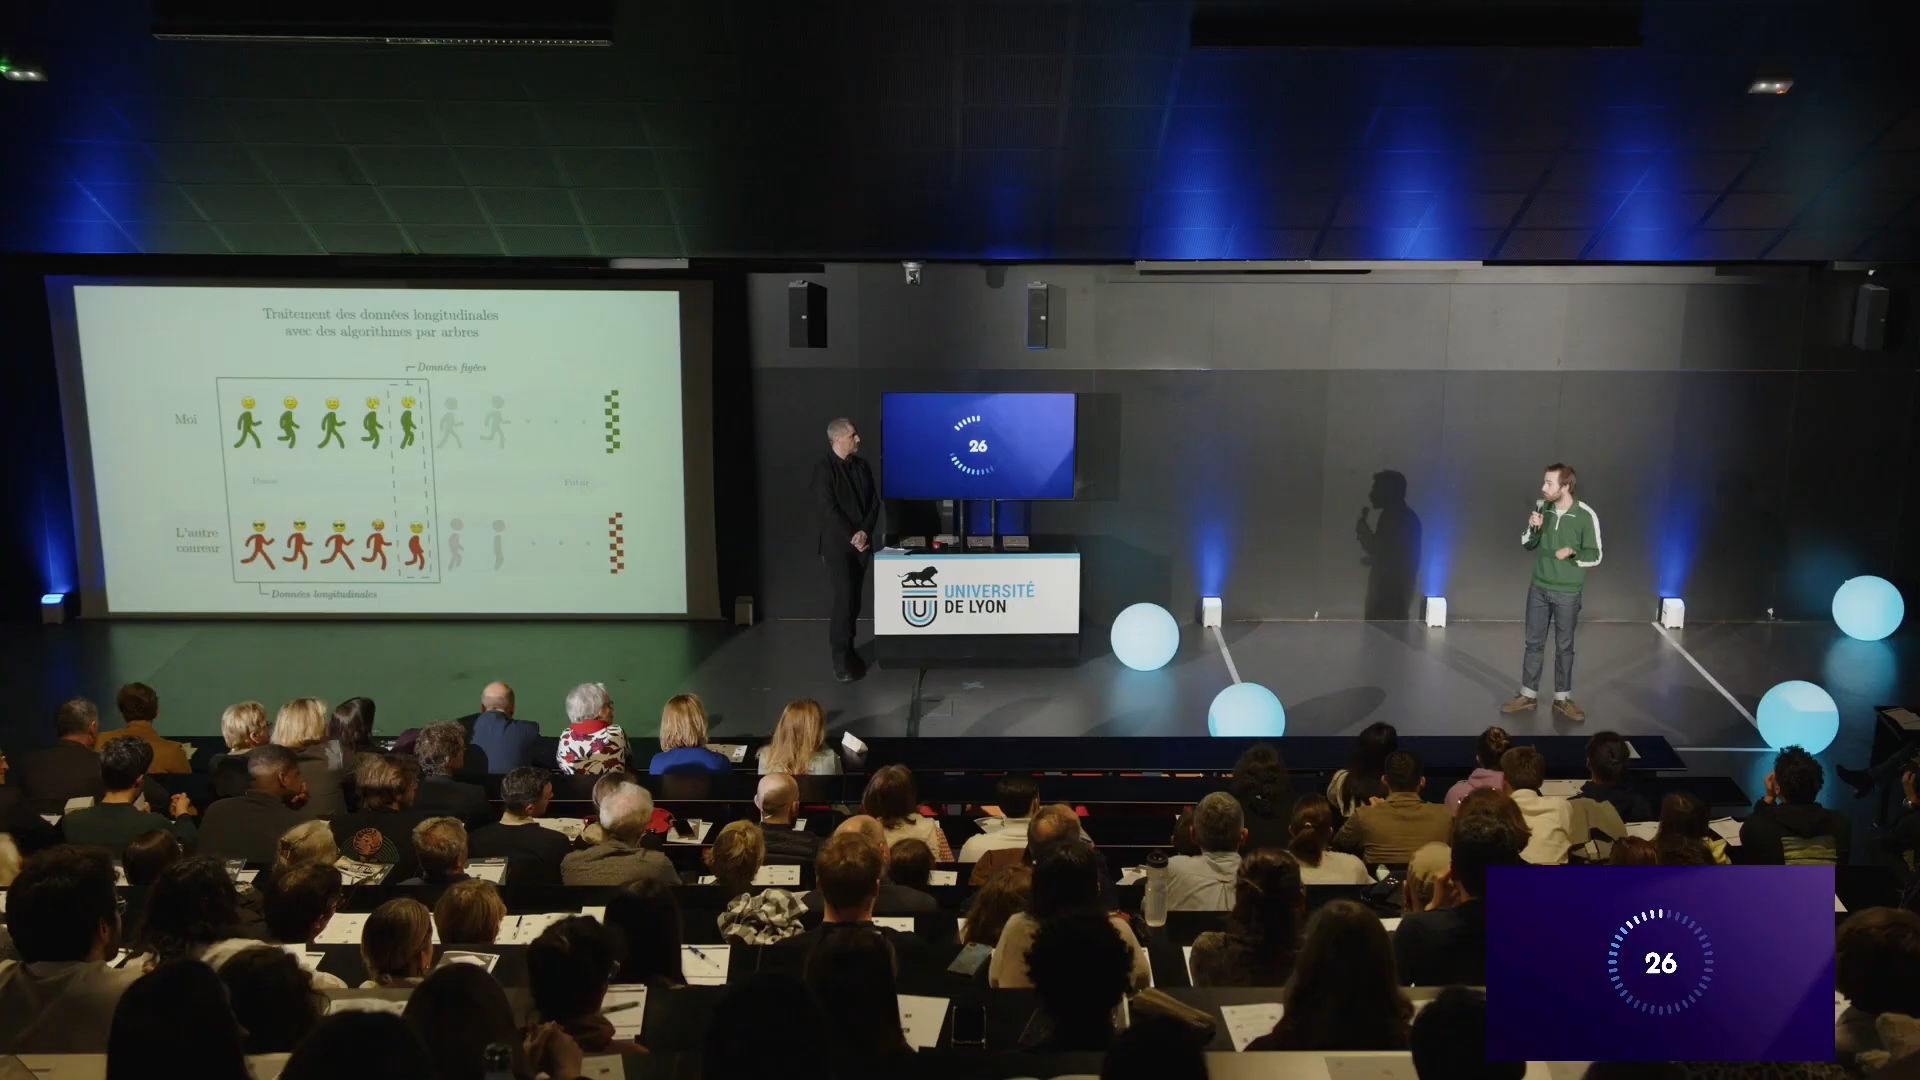 Traitement des données longitudinales
avec des algorithmes par arbres
Données figées
Moi
Passé
Futur
L'autre
coureur
Données longitudinales
26
UNIVERSITÉ
DE LYON
26